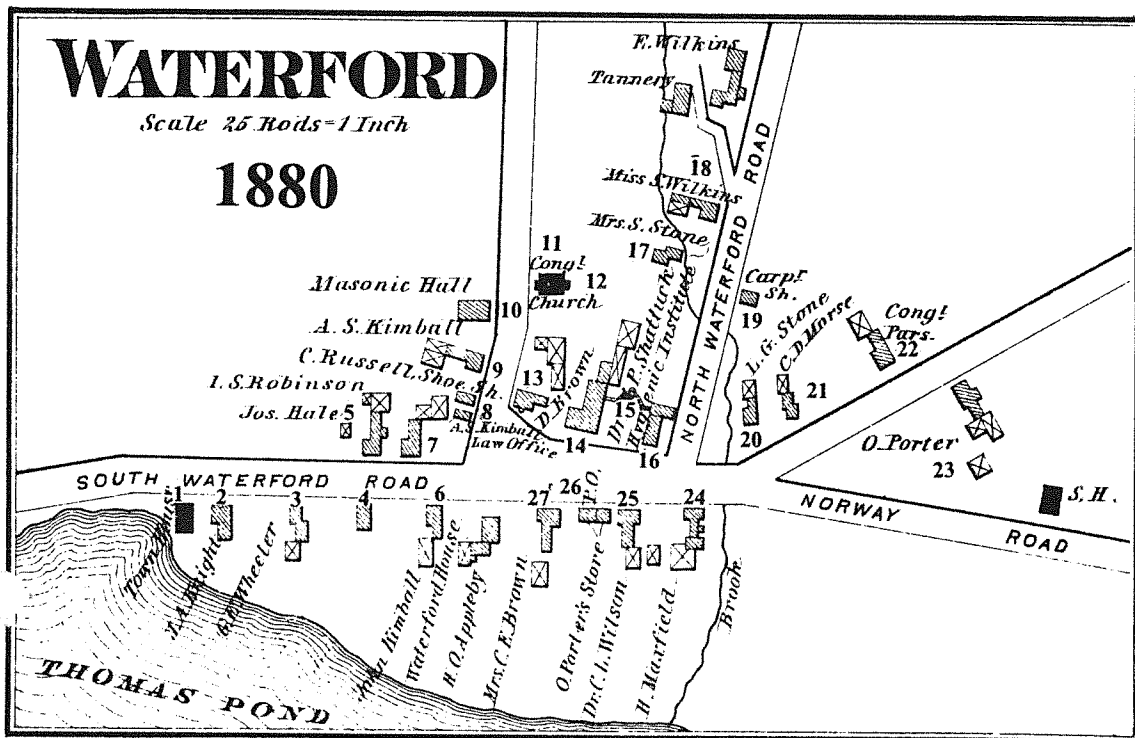 WATERFORD
Scale 25 Rods=1 Inch
1880
F. Wilkins
Tannery
18
Miss S. Wilkins
Mrs. S. Stone
17
11
Congl.
12
Church
Masonic Hall
10
A. S. Kimball
9
C. Russell, Shoe Sh.
8
I. S. Robinson
Jos. Hale
5
7
A. S. Kimball
Law Office
13
D. Brown
14
15
Dr. W. P. Shattuck
Hygienic Institute
16
NORTH WATERFORD ROAD
Carpr.
Sh.
19
L. G. Stone
C. D. Morse
20
21
Congl.
Pars.
22
O. Porter
23
S. H.
SOUTH WATERFORD ROAD
NORWAY
ROAD
1
2
3
4
6
27
26
P.O.
25
24
Town House
J. A. Knight
G. F. Wheeler
John Kimball
Waterford House
H. O. Appleby
Mrs. C. E. Brown
O. Porter's Store
Dr. C. L. Wilson
H. Maxfield
Brook
THOMAS POND